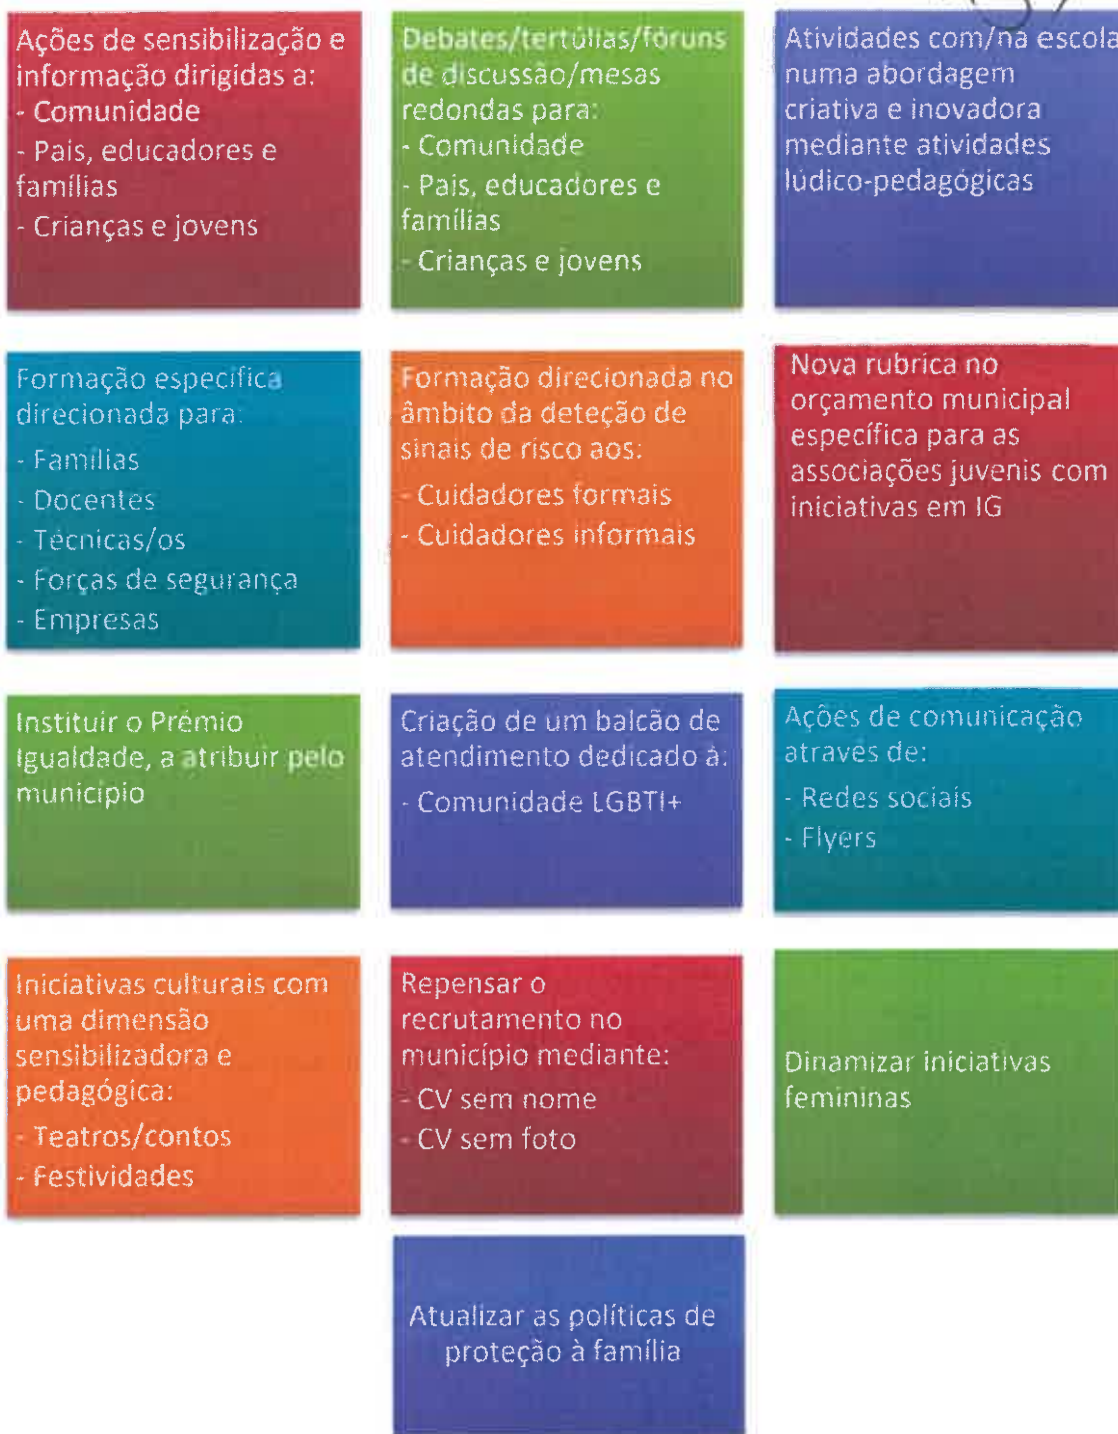 Ações de sensibilização e
informação dirigidas a:
- Comunidade
- Pais, educadores e
famílias
- Crianças e jovens
Debates/tertúlias/fóruns
de discussão/mesas
redondas para:
- Comunidade
- Pais, educadores e
famílias
- Crianças e jovens
Atividades com/na escola
numa abordagem
criativa e inovadora
mediante atividades
lúdico-pedagógicas
Formação específica
direcionada para:
- Famílias
- Docentes
- Técnicas/os
- Forças de segurança
- Empresas
Formação direcionada no
âmbito da deteção de
sinais de risco aos:
- Cuidadores formais
- Cuidadores informais
Nova rubrica no
orçamento municipal
específica para as
associações juvenis com
iniciativas em IG
Instituir o Prémio
Igualdade, a atribuir pelo
município
Criação de um balcão de
atendimento dedicado à:
- Comunidade LGBTI+
Ações de comunicação
através de:
- Redes sociais
- Flyers
Iniciativas culturais com
uma dimensão
sensibilizadora e
pedagógica:
- Teatros/contos
- Festividades
Repensar o
recrutamento no
município mediante:
- CV sem nome
- CV sem foto
Dinamizar iniciativas
femininas
Atualizar as políticas de
proteção à família